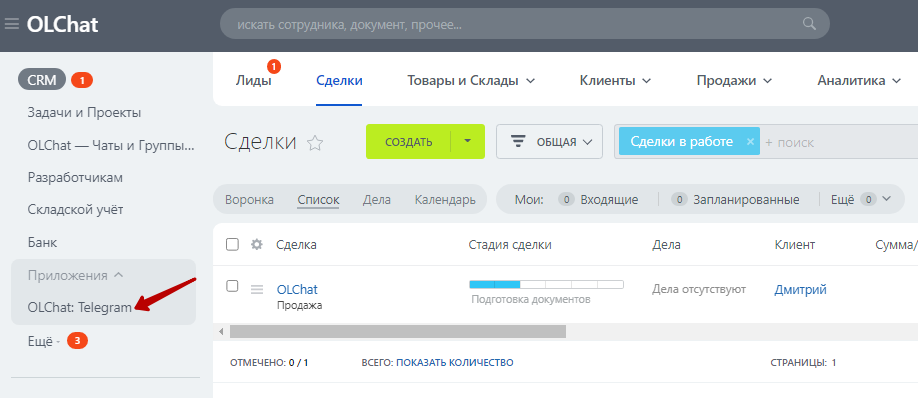 OLChat
искать сотрудника, документ, прочее...
CRM 1
Задачи и Проекты
OLChat — Чаты и Группы...
Разработчикам
Складской учёт
Банк
Приложения
OLChat: Telegram
Ещё - 3
Лиды 1 Сделки Товары и Склады Клиенты Продажи Аналитика
Сделки СОЗДАТЬ ОБЩАЯ Сделки в работе × + поиск
Воронка Список Дела Календарь Мои: 0 Входящие 0 Запланированные Ещё 0
Сделка Стадия сделки Дела Клиент Сумма/
OLChat Дела отсутствуют Дмитрий
Продажа Подготовка документов
ОТМЕЧЕНО: 0 / 1 ВСЕГО: ПОКАЗАТЬ КОЛИЧЕСТВО СТРАНИЦЫ: 1